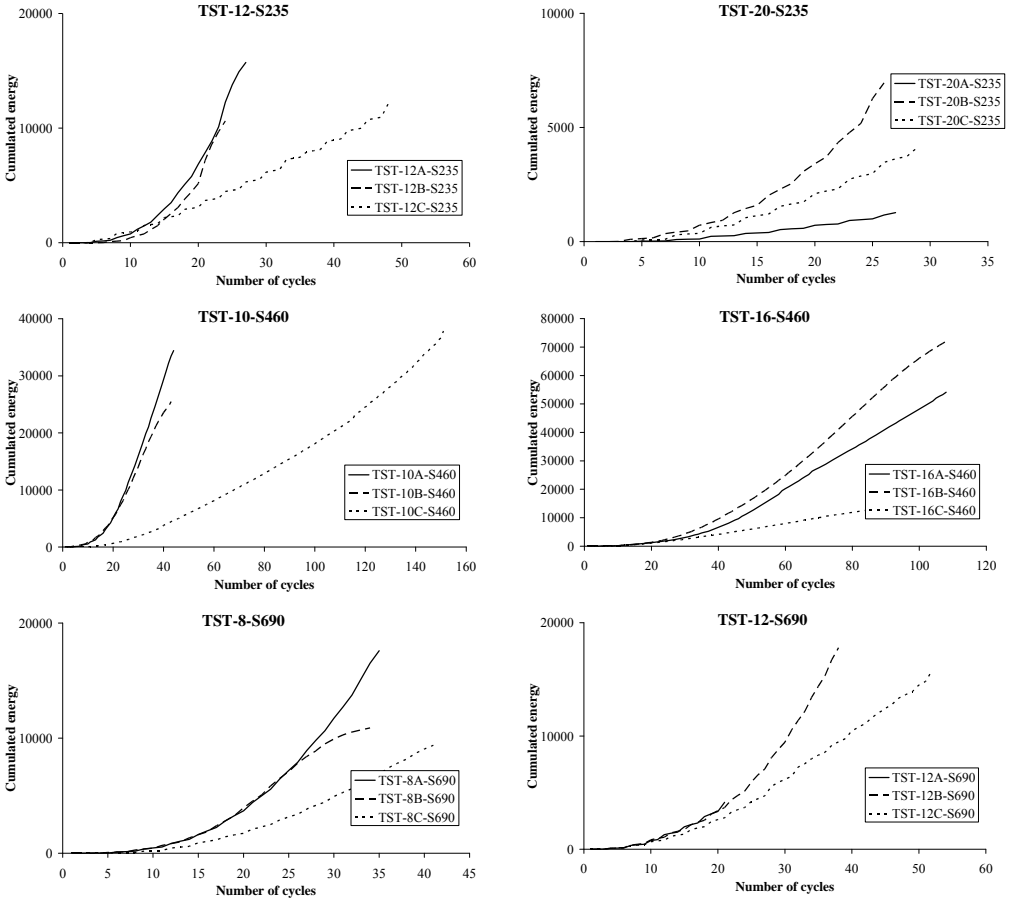 TST-12-S235
Cumulated energy
20000
10000
0
0 10 20 30 40 50 60
Number of cycles
TST-12A-S235
TST-12B-S235
TST-12C-S235
TST-20-S235
Cumulated energy
10000
5000
0
0 5 10 15 20 25 30 35
Number of cycles
TST-20A-S235
TST-20B-S235
TST-20C-S235
TST-10-S460
Cumulated energy
40000
30000
20000
10000
0
0 20 40 60 80 100 120 140 160
Number of cycles
TST-10A-S460
TST-10B-S460
TST-10C-S460
TST-16-S460
Cumulated energy
80000
70000
60000
50000
40000
30000
20000
10000
0
0 20 40 60 80 100 120
Number of cycles
TST-16A-S460
TST-16B-S460
TST-16C-S460
TST-8-S690
Cumulated energy
20000
10000
0
0 5 10 15 20 25 30 35 40 45
Number of cycles
TST-8A-S690
TST-8B-S690
TST-8C-S690
TST-12-S690
Cumulated energy
20000
10000
0
0 10 20 30 40 50 60
Number of cycles
TST-12A-S690
TST-12B-S690
TST-12C-S690